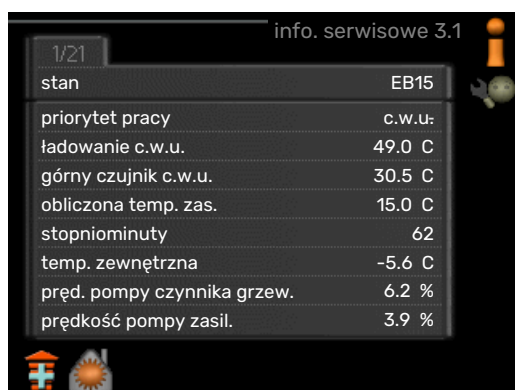 info. serwisowe 3.1
1/21
stan EB15
priorytet pracy c.w.u.
ładowanie c.w.u. 49.0 C
górny czujnik c.w.u. 30.5 C
obliczona temp. zas. 15.0 C
stopniominuty 62
temp. zewnętrzna -5.6 C
pręd. pompy czynnika grzew. 6.2 %
prędkość pompy zasil. 3.9 %